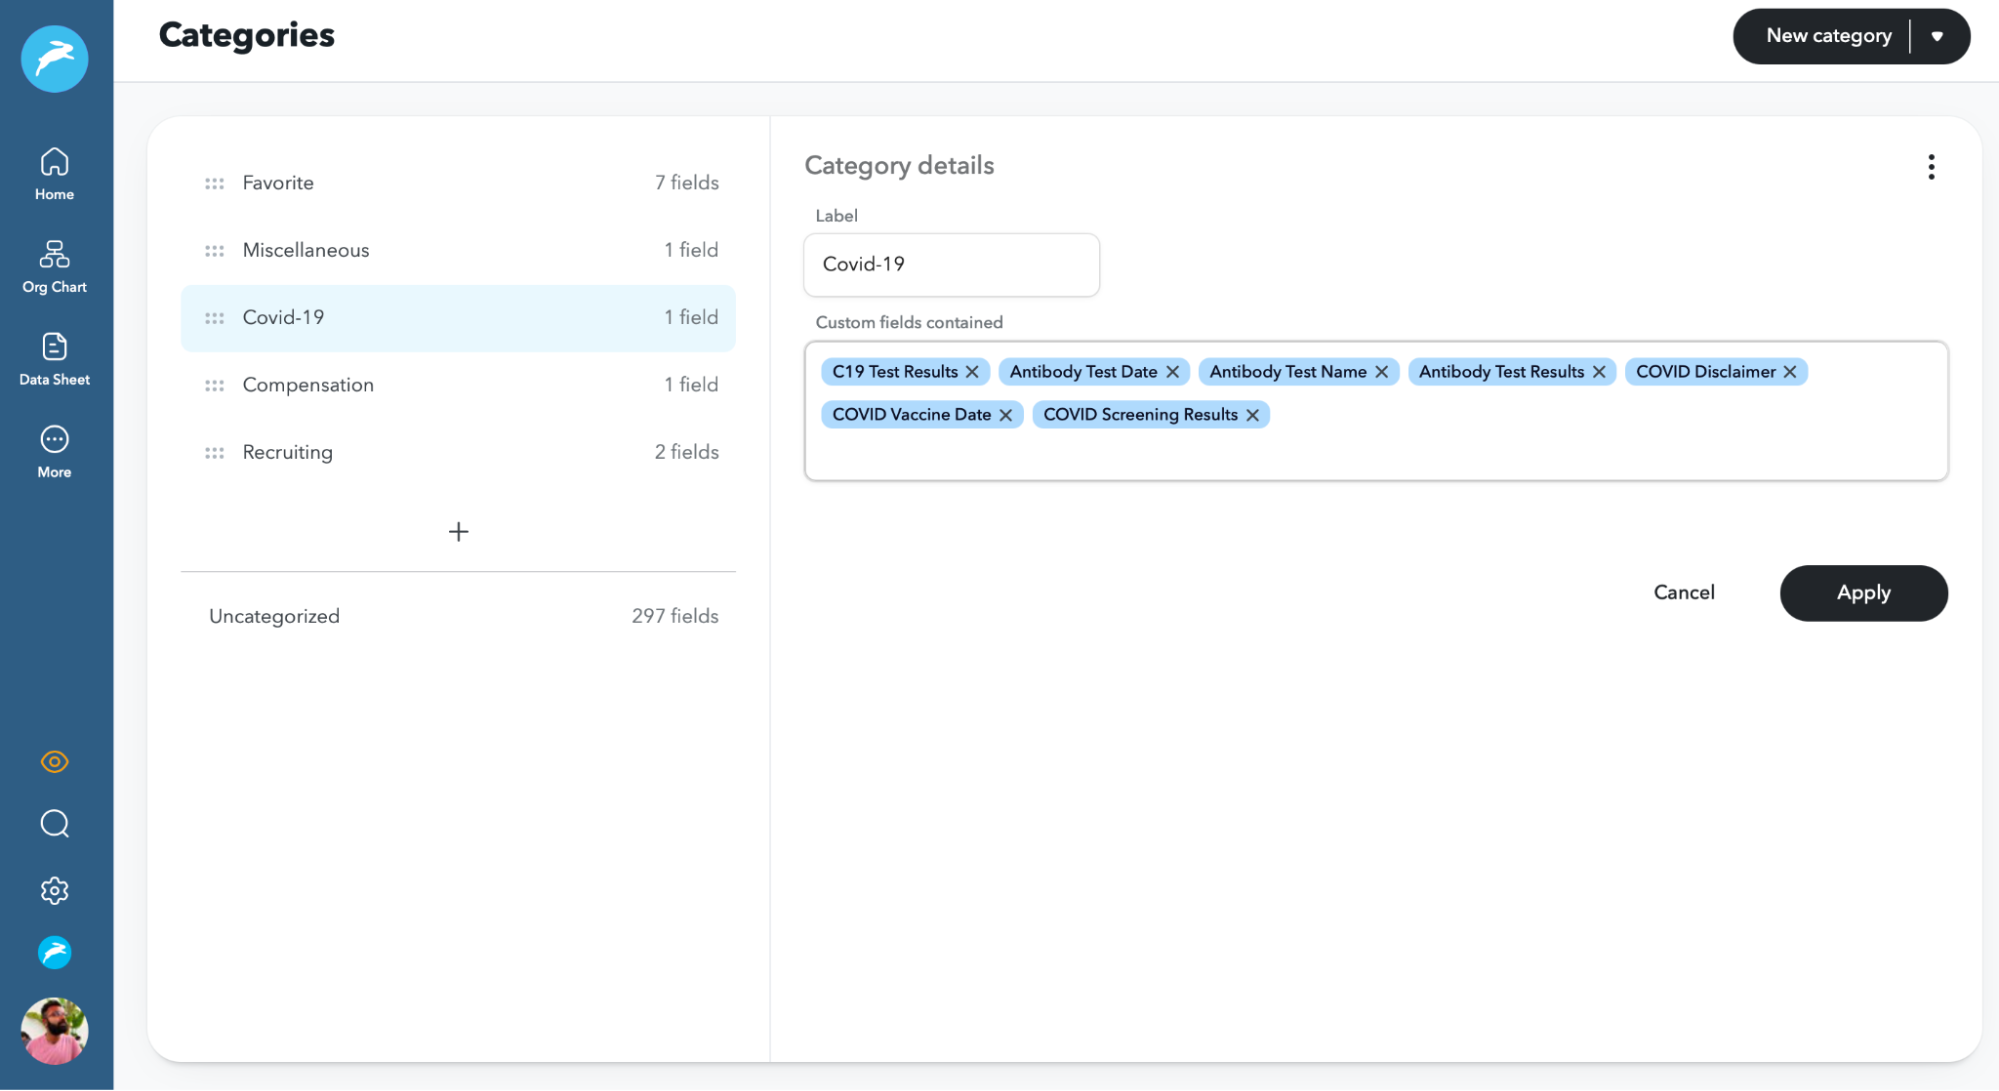 Categories
New category
Home
Org Chart
Data Sheet
More
Favorite 7 fields
Miscellaneous 1 field
Covid-19 1 field
Compensation 1 field
Recruiting 2 fields
Uncategorized 297 fields
Category details
Label
Covid-19
Custom fields contained
C19 Test Results Antibody Test Date Antibody Test Name Antibody Test Results COVID Disclaimer
COVID Vaccine Date COVID Screening Results
Cancel Apply